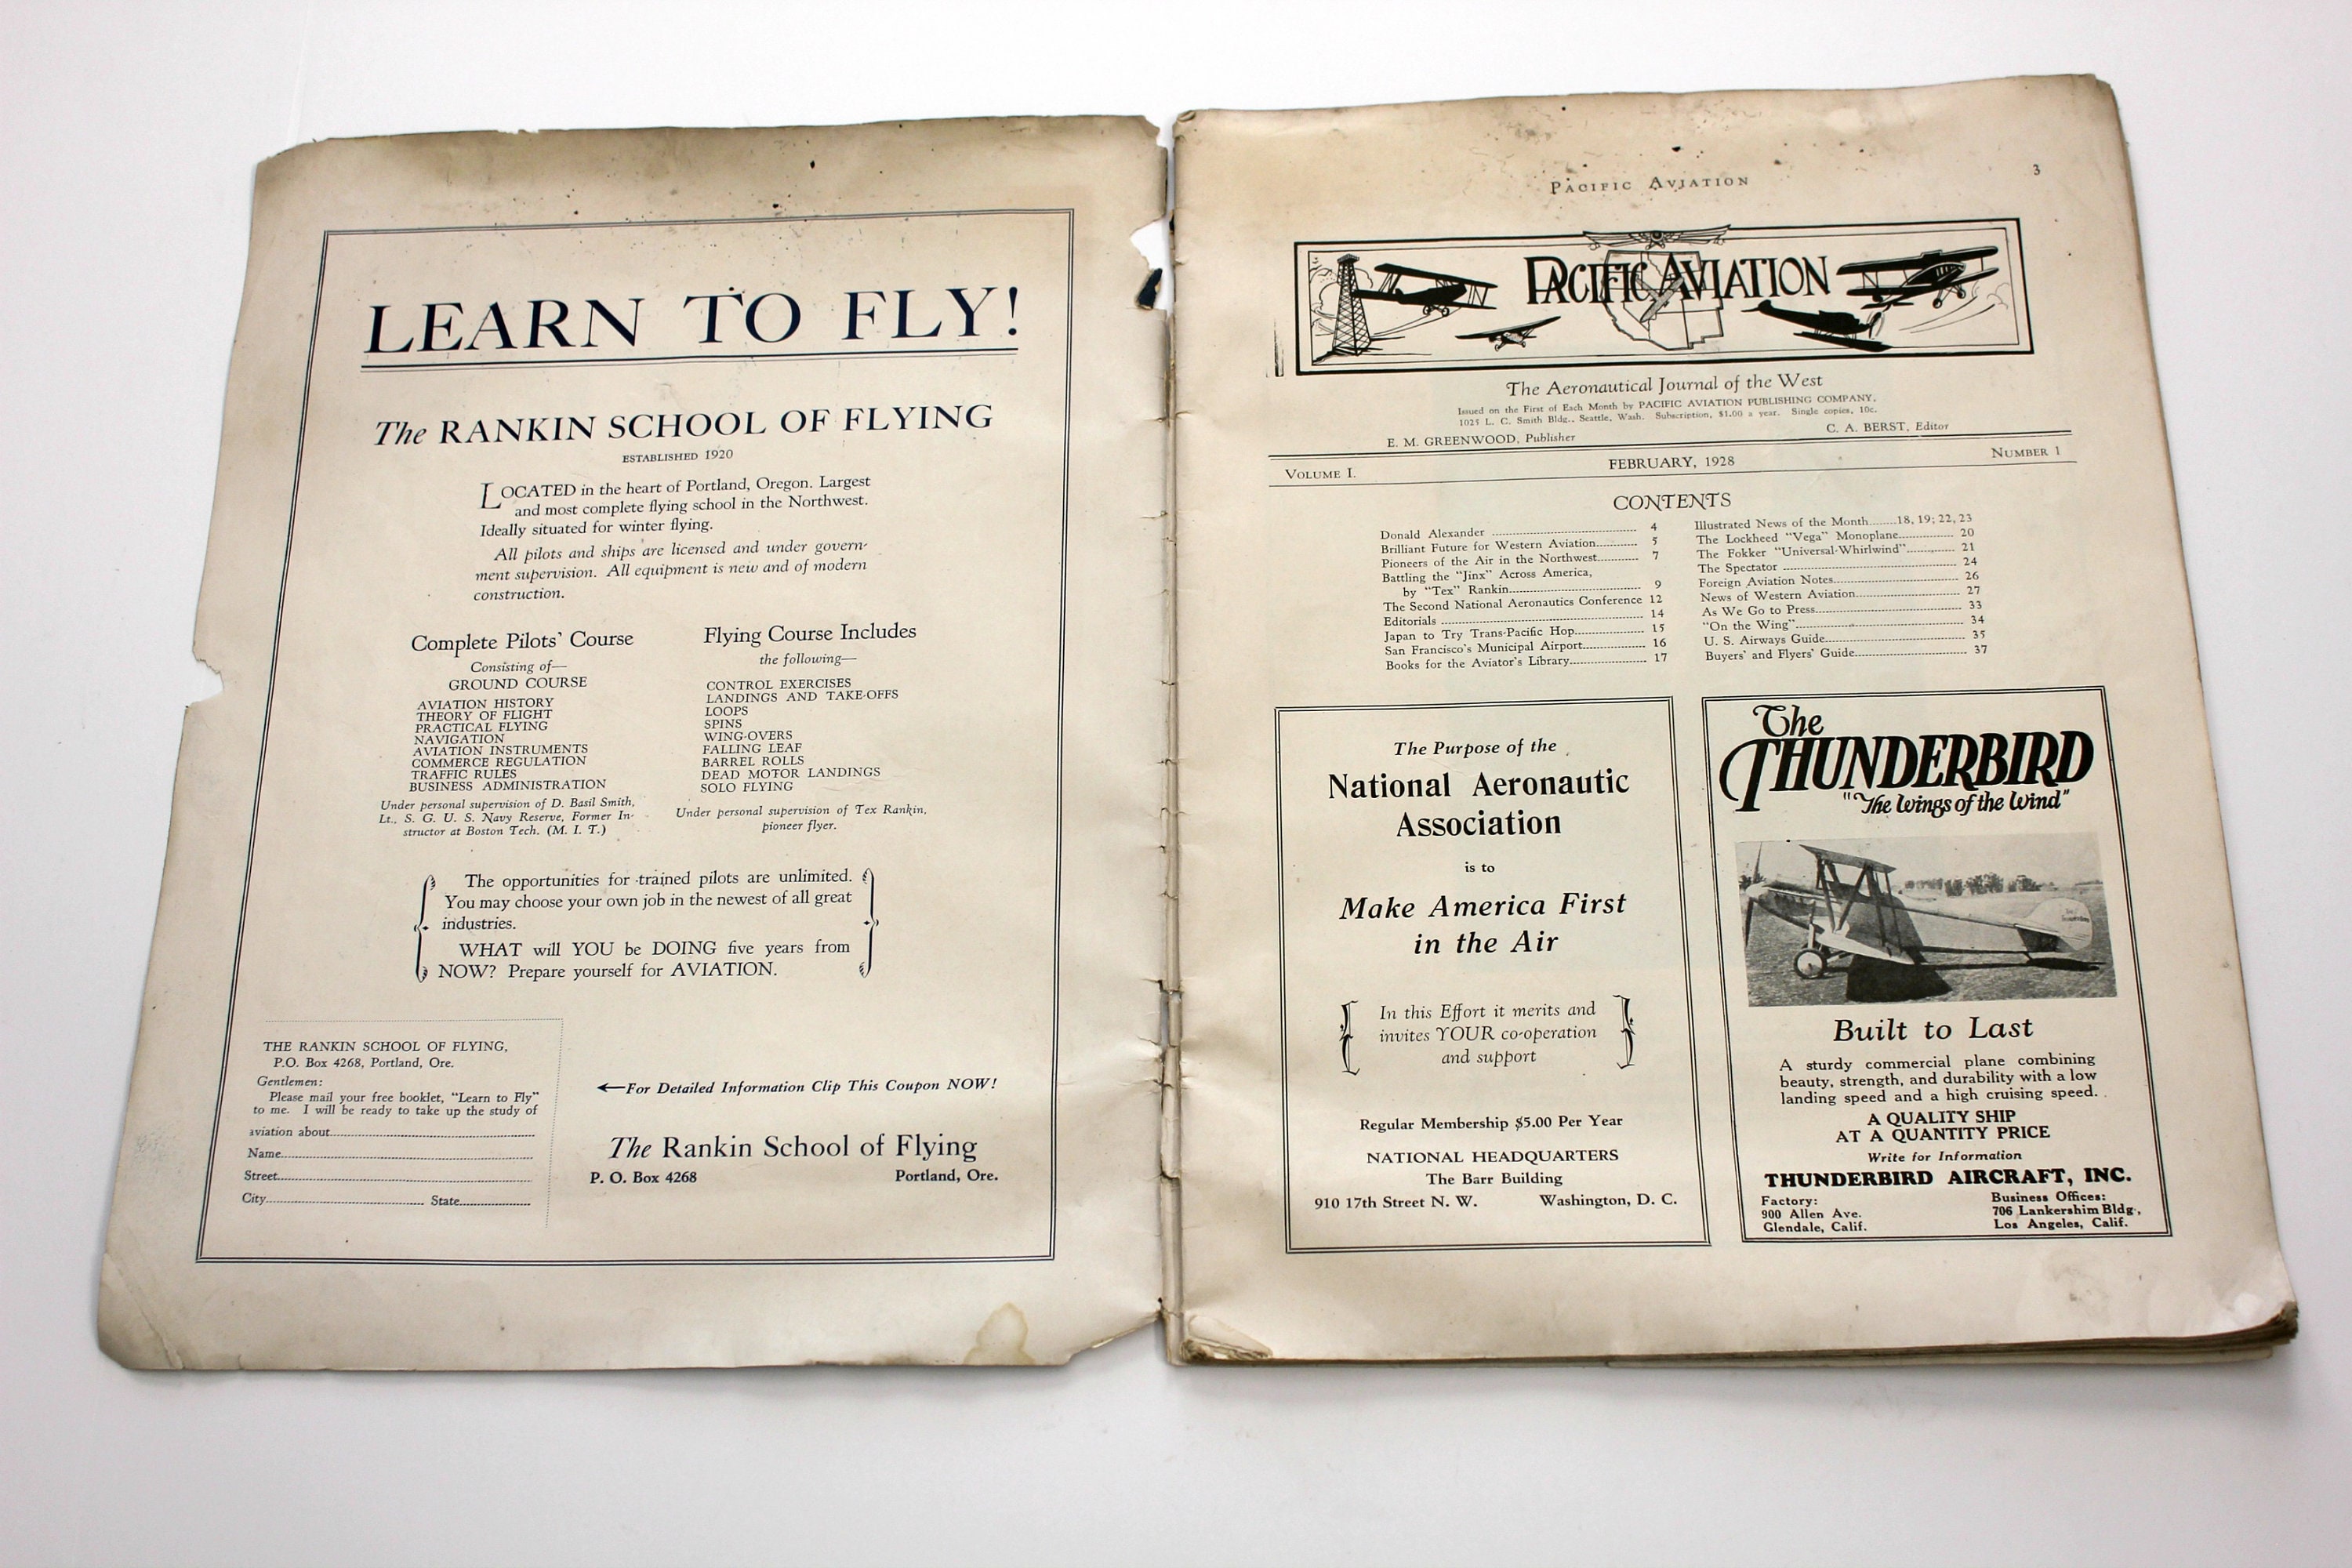 LEARN TO FLY!
The RANKIN SCHOOL OF FLYING
ESTABLISHED 1920
LOCATED in the heart of Portland, Oregon. Largest
and most complete flying school in the Northwest.
Ideally situated for winter flying.
All pilots and ships are licensed and under govern-
ment supervision. All equipment is new and of modern
construction.
Complete Pilots' Course
Consisting of—
GROUND COURSE
AVIATION HISTORY
THEORY OF FLIGHT
PRACTICAL FLYING
NAVIGATION
AVIATION INSTRUMENTS
COMMERCE REGULATION
TRAFFIC RULES
BUSINESS ADMINISTRATION
Under personal supervision of D. Basil Smith,
Lt., S. G. U. S. Navy Reserve, Former In-
structor at Boston Tech. (M. I. T.)
Flying Course Includes
the following—
CONTROL EXERCISES
LANDINGS AND TAKE-OFFS
LOOPS
SPINS
WING-OVERS
FALLING LEAF
BARREL ROLLS
DEAD MOTOR LANDINGS
SOLO FLYING
Under personal supervision of Tex Rankin,
pioneer flyer.
The opportunities for trained pilots are unlimited.
You may choose your own job in the newest of all great
industries.
WHAT will YOU be DOING five years from
NOW? Prepare yourself for AVIATION.
THE RANKIN SCHOOL OF FLYING,
P.O. Box 4268, Portland, Ore.
Gentlemen:
Please mail your free booklet, "Learn to Fly"
to me. I will be ready to take up the study of
aviation about
Name
Street
City State
←For Detailed Information Clip This Coupon NOW!
The Rankin School of Flying
P. O. Box 4268 Portland, Ore.
PACIFIC AVIATION 3
PACIFIC AVIATION
The Aeronautical Journal of the West
Issued on the First of Each Month by PACIFIC AVIATION PUBLISHING COMPANY,
1025 L. C. Smith Bldg., Seattle, Wash. Subscription, $1.00 a year. Single copies, 10c.
E. M. GREENWOOD, Publisher C. A. BERST, Editor
VOLUME I. FEBRUARY, 1928 NUMBER 1
CONTENTS
Donald Alexander 4
Brilliant Future for Western Aviation 5
Pioneers of the Air in the Northwest 7
Battling the "Jinx" Across America,
by "Tex" Rankin 9
The Second National Aeronautics Conference 12
Editorials 14
Japan to Try Trans-Pacific Hop 15
San Francisco's Municipal Airport 16
Books for the Aviator's Library 17
Illustrated News of the Month 18, 19; 22, 23
The Lockheed "Vega" Monoplane 20
The Fokker "Universal-Whirlwind" 21
The Spectator 24
Foreign Aviation Notes 26
News of Western Aviation 27
As We Go to Press 33
"On the Wing" 34
U. S. Airways Guide 35
Buyers' and Flyers' Guide 37
The Purpose of the
National Aeronautic
Association
is to
Make America First
in the Air
In this Effort it merits and
invites YOUR co-operation
and support
Regular Membership $5.00 Per Year
NATIONAL HEADQUARTERS
The Barr Building
910 17th Street N. W. Washington, D. C.
The
THUNDERBIRD
"The Wings of the Wind"
Built to Last
A sturdy commercial plane combining
beauty, strength, and durability with a low
landing speed and a high cruising speed.
A QUALITY SHIP
AT A QUANTITY PRICE
Write for Information
THUNDERBIRD AIRCRAFT, INC.
Factory:
900 Allen Ave.
Glendale, Calif.
Business Offices:
706 Lankershim Bldg.,
Los Angeles, Calif.